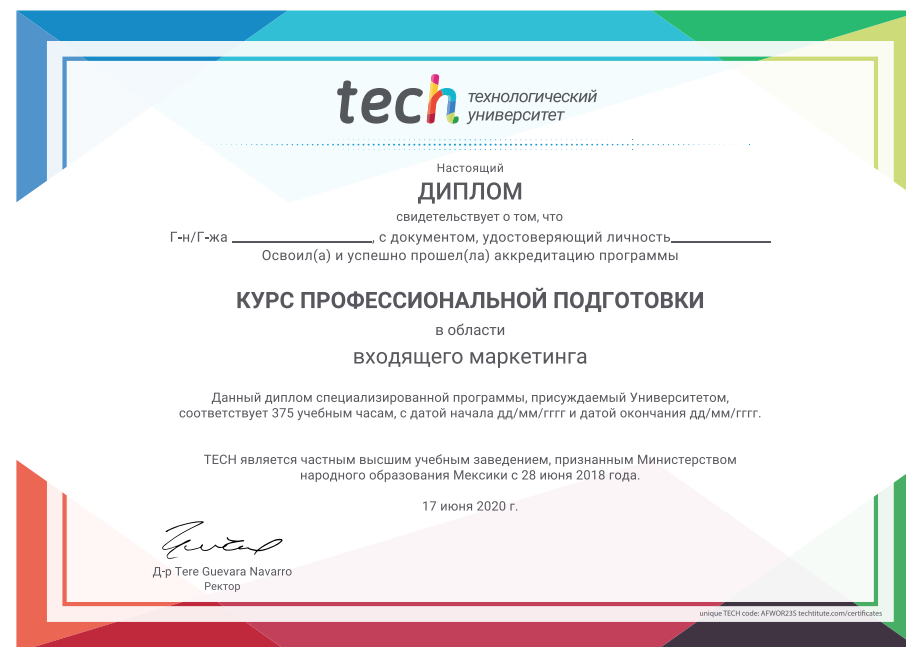 tech технологический
университет
Настоящий
ДИПЛОМ
свидетельствует о том, что
Г-н/Г-жа ____________________, с документом, удостоверяющий личность______________
Освоил(а) и успешно прошел(ла) аккредитацию программы
КУРС ПРОФЕССИОНАЛЬНОЙ ПОДГОТОВКИ
в области
входящего маркетинга
Данный диплом специализированной программы, присуждаемый Университетом,
соответствует 375 учебным часам, с датой начала дд/мм/гггг и датой окончания дд/мм/гггг.
TECH является частным высшим учебным заведением, признанным Министерством
народного образования Мексики с 28 июня 2018 года.
17 июня 2020 г.
Д-р Tere Guevara Navarro
Ректор
unique TECH code: AFWOR23S techtitute.com/certificates